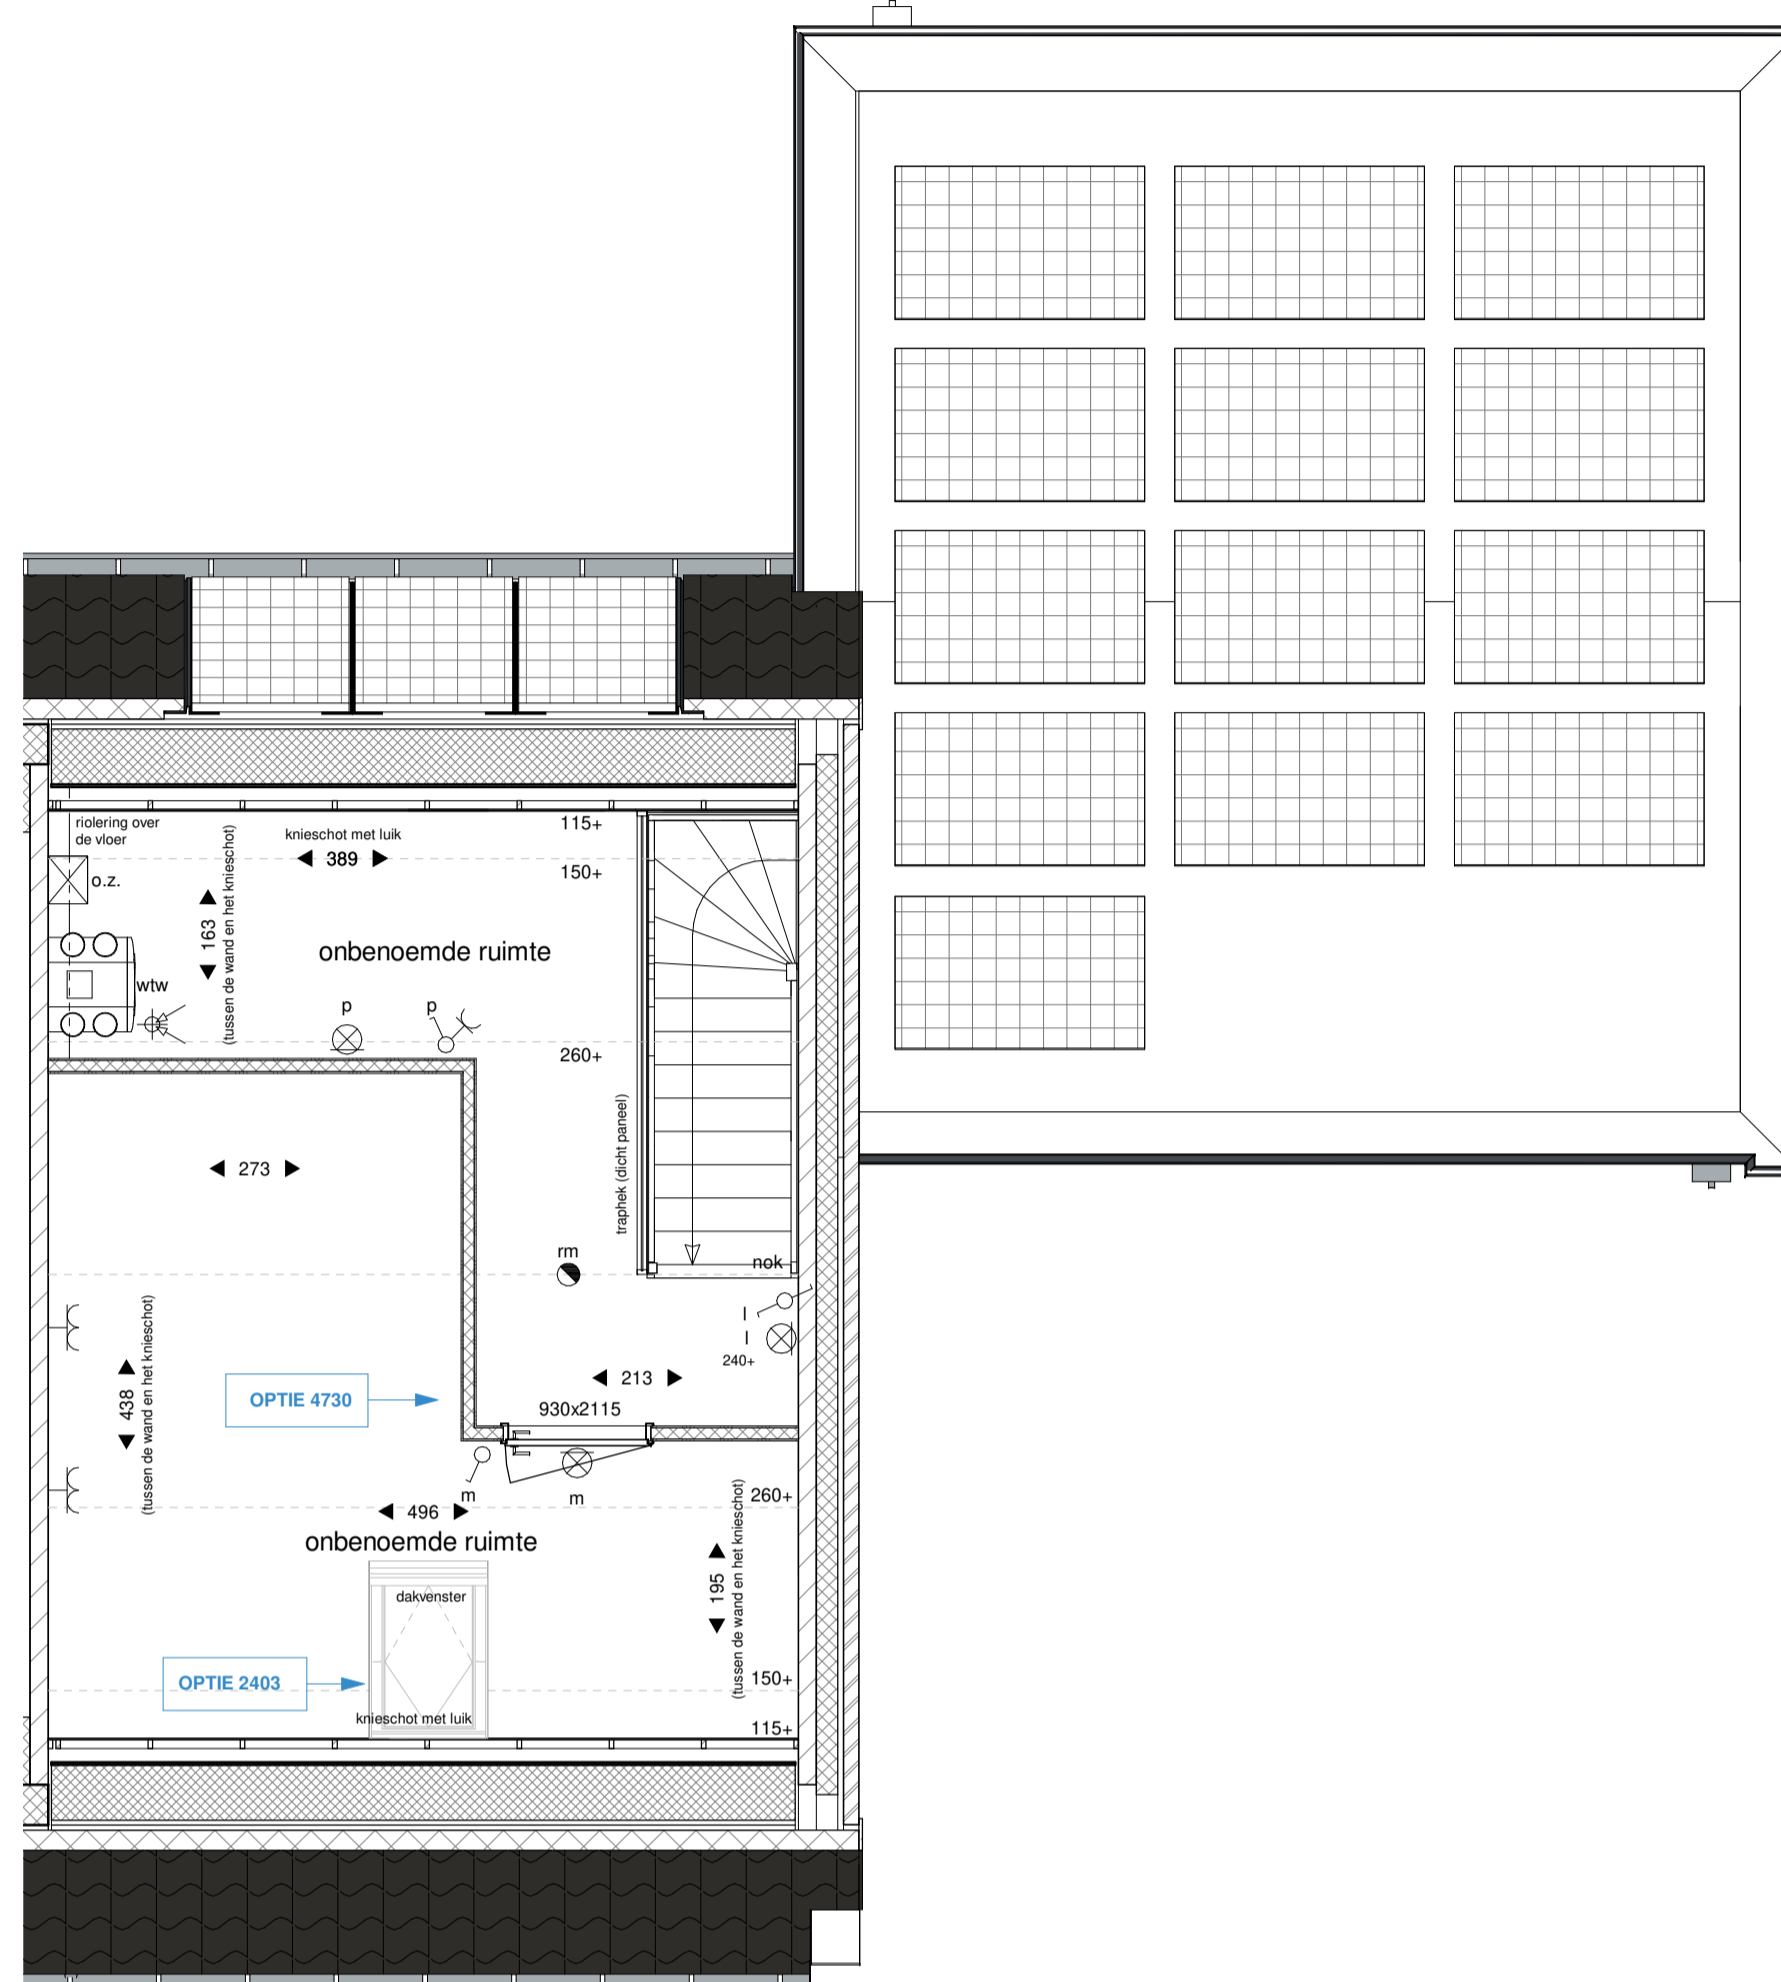 riolering over
de vloer
knieschot met luik
115+
389
150+
o.z.
163
(tussen de wand en het knieschot)
onbenoemde ruimte
wtw
p
p
260+
traphek (dicht paneel)
273
rm
nok
l
l
240+
438
(tussen de wand en het knieschot)
213
OPTIE 4730
930x2115
m
m
260+
496
onbenoemde ruimte
195
(tussen de wand en het knieschot)
dakvenster
OPTIE 2403
150+
knieschot met luik
115+